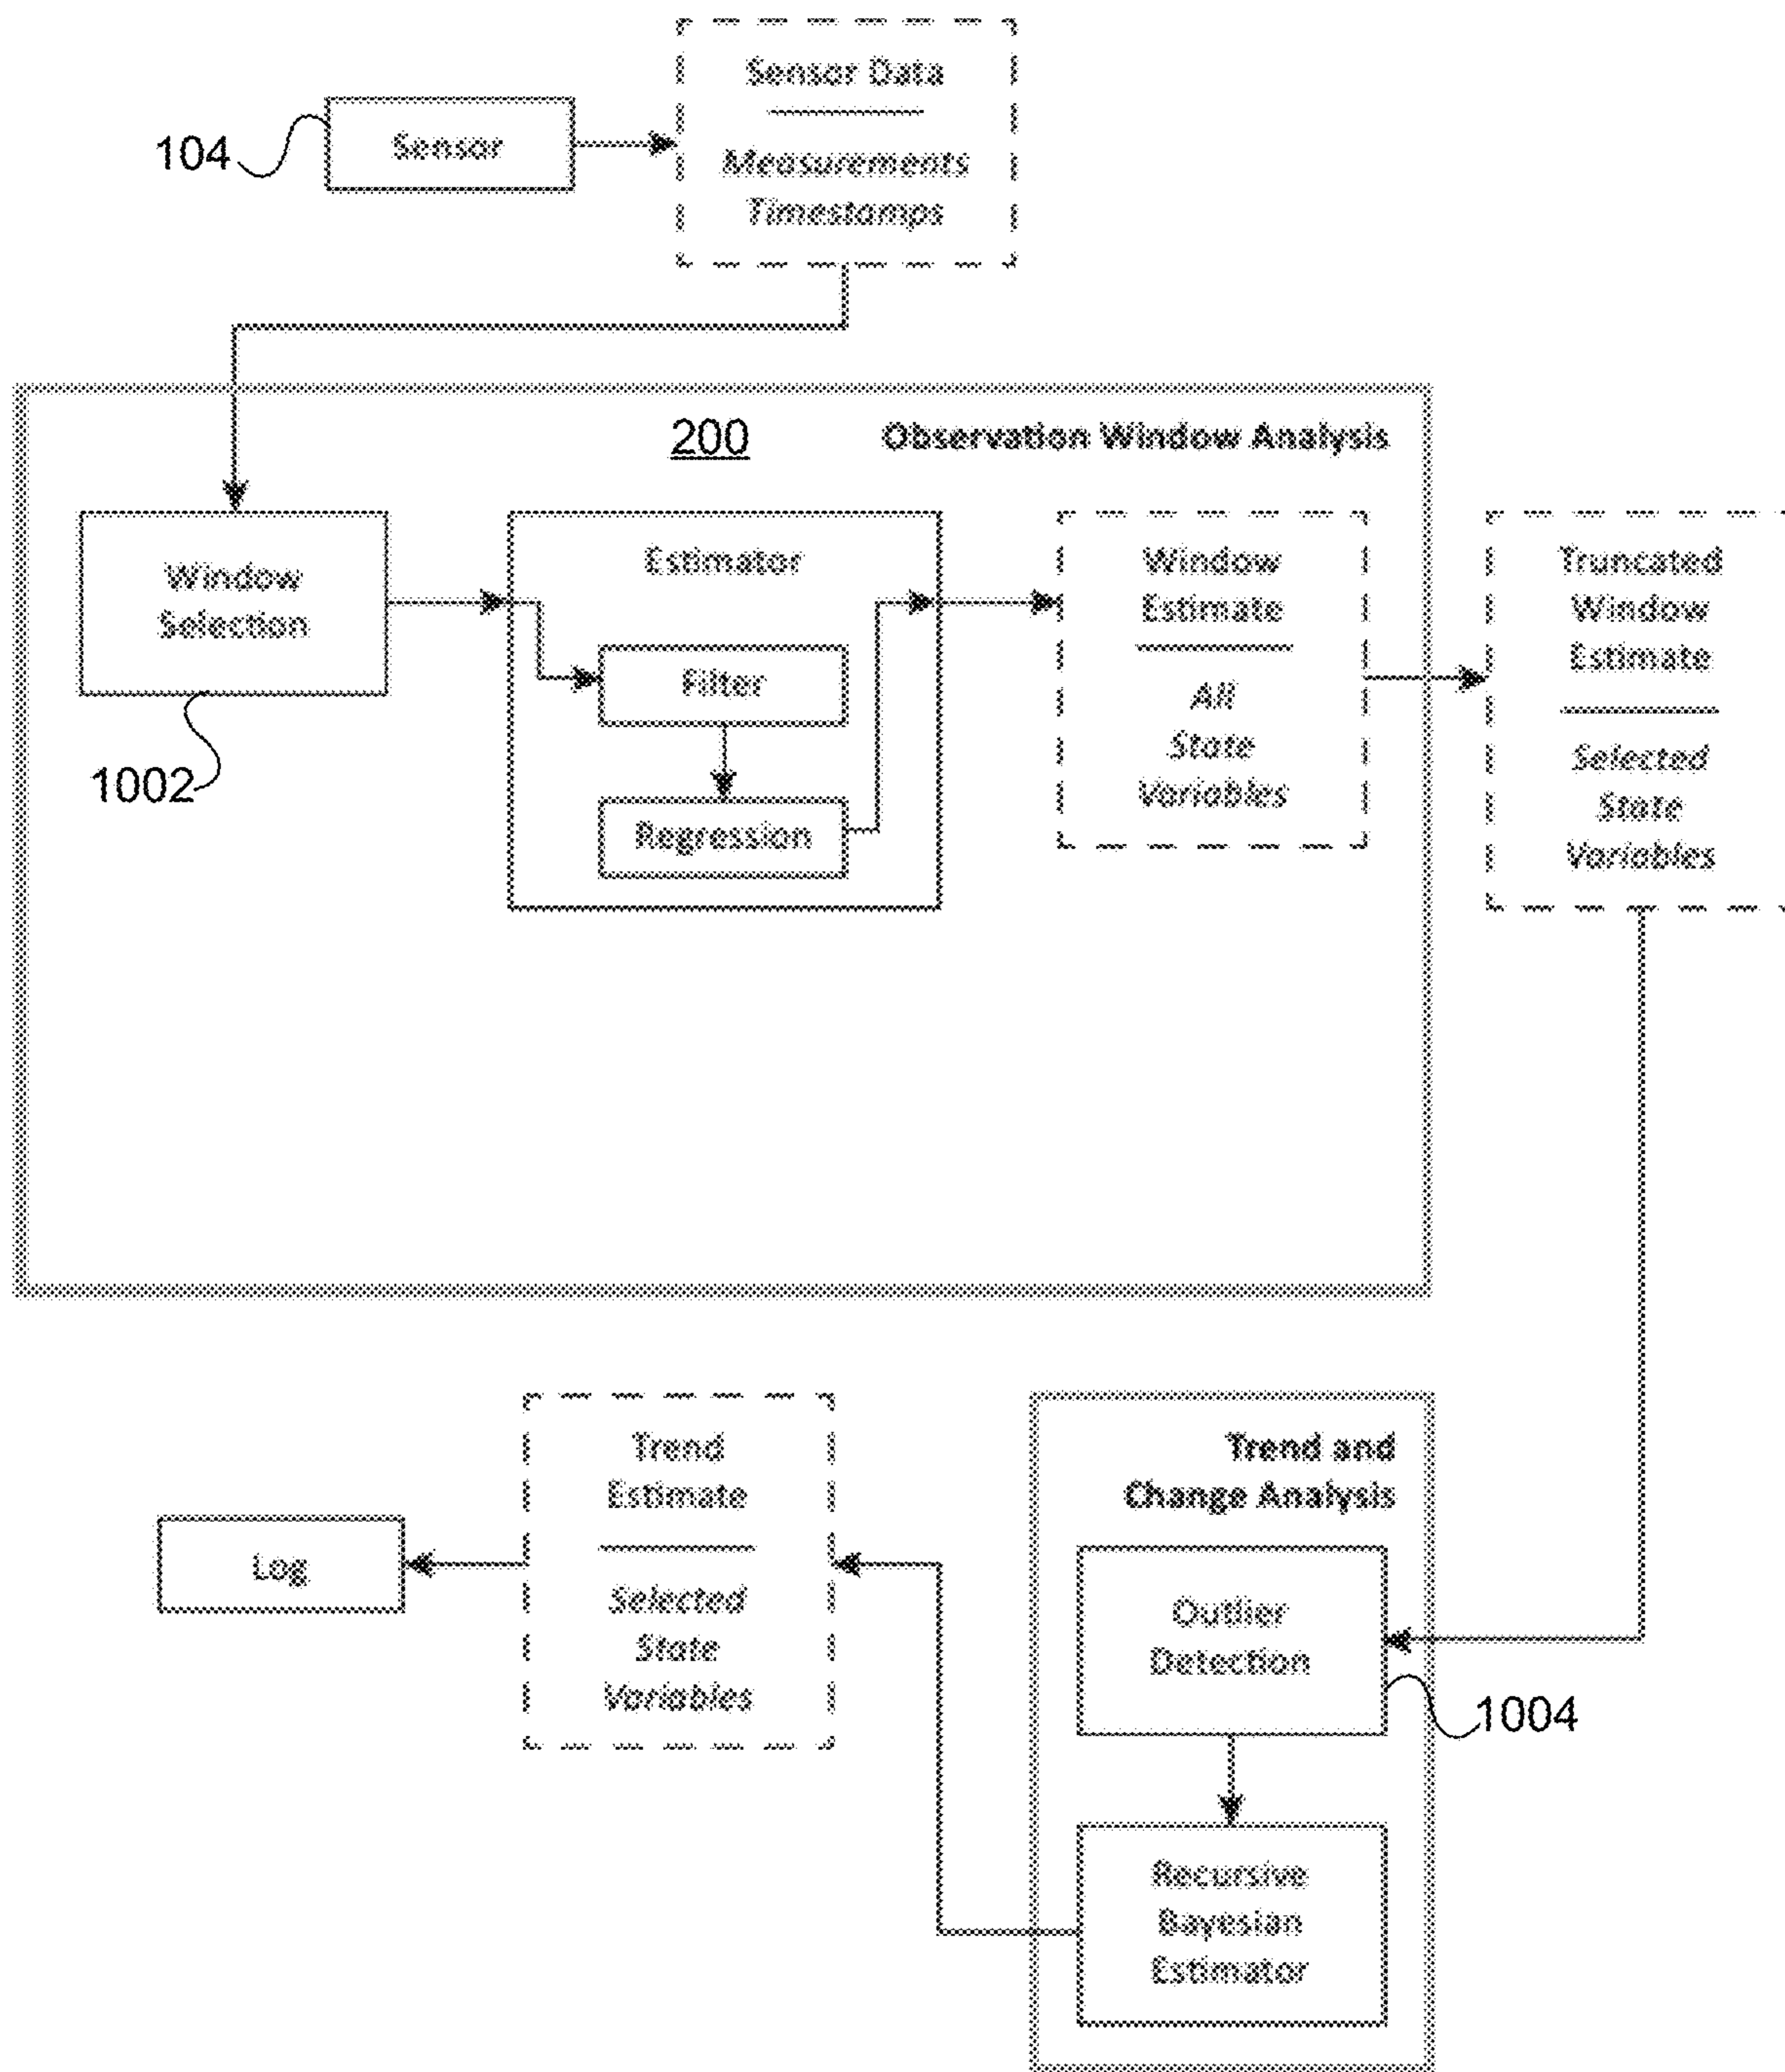 Sensor Data
104
Sensor
Measurements
Timestamps
200
Observation Window Analysis
Window
Selection
1002
Estimator
Filter
Regression
Window
Estimate
All
State
Variables
Truncated
Window
Estimate
Selected
State
Variables
Trend and
Change Analysis
Outlier
Detection
1004
Recursive
Bayesian
Estimator
Trend
Estimate
Selected
State
Variables
Log